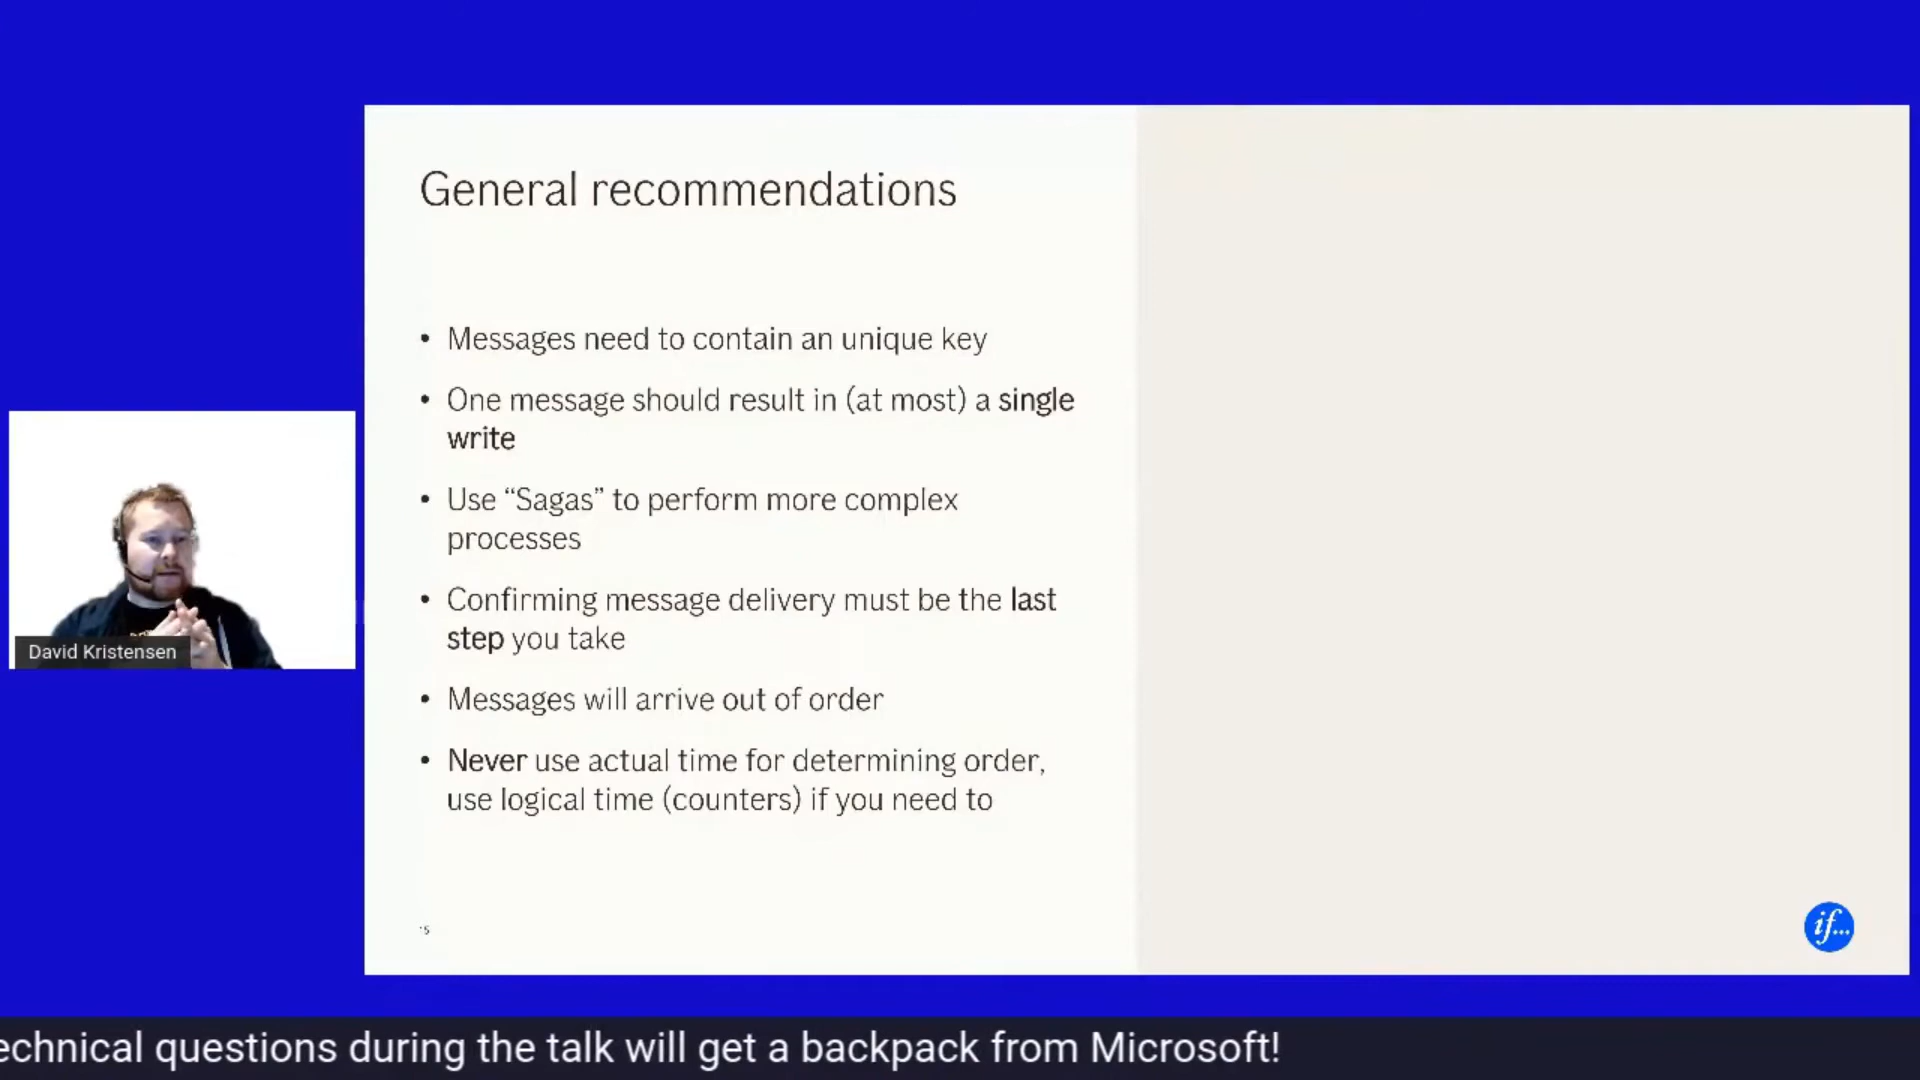 General recommendations
• Messages need to contain an unique key
• One message should result in (at most) a single
write
• Use “Sagas” to perform more complex
processes
• Confirming message delivery must be the last
step you take
• Messages will arrive out of order
• Never use actual time for determining order,
use logical time (counters) if you need to
David Kristensen
15
if...
echnical questions during the talk will get a backpack from Microsoft!